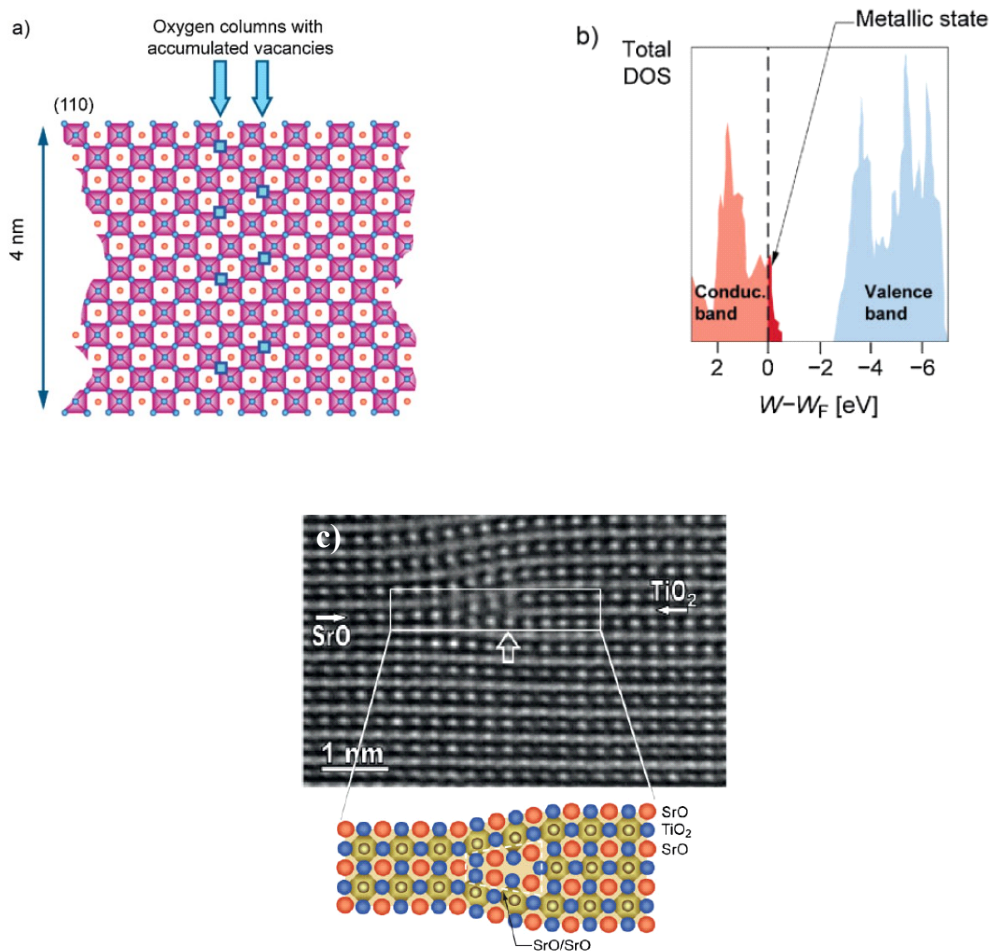 a)
Oxygen columns with
accumulated vacancies
(110)
4 nm
b)
Total
DOS
Metallic state
Conduc.
band
Valence
band
2 0 −2 −4 −6
W−W_F [eV]
c)
SrO
TiO₂
1 nm
SrO
TiO₂
SrO
SrO/SrO